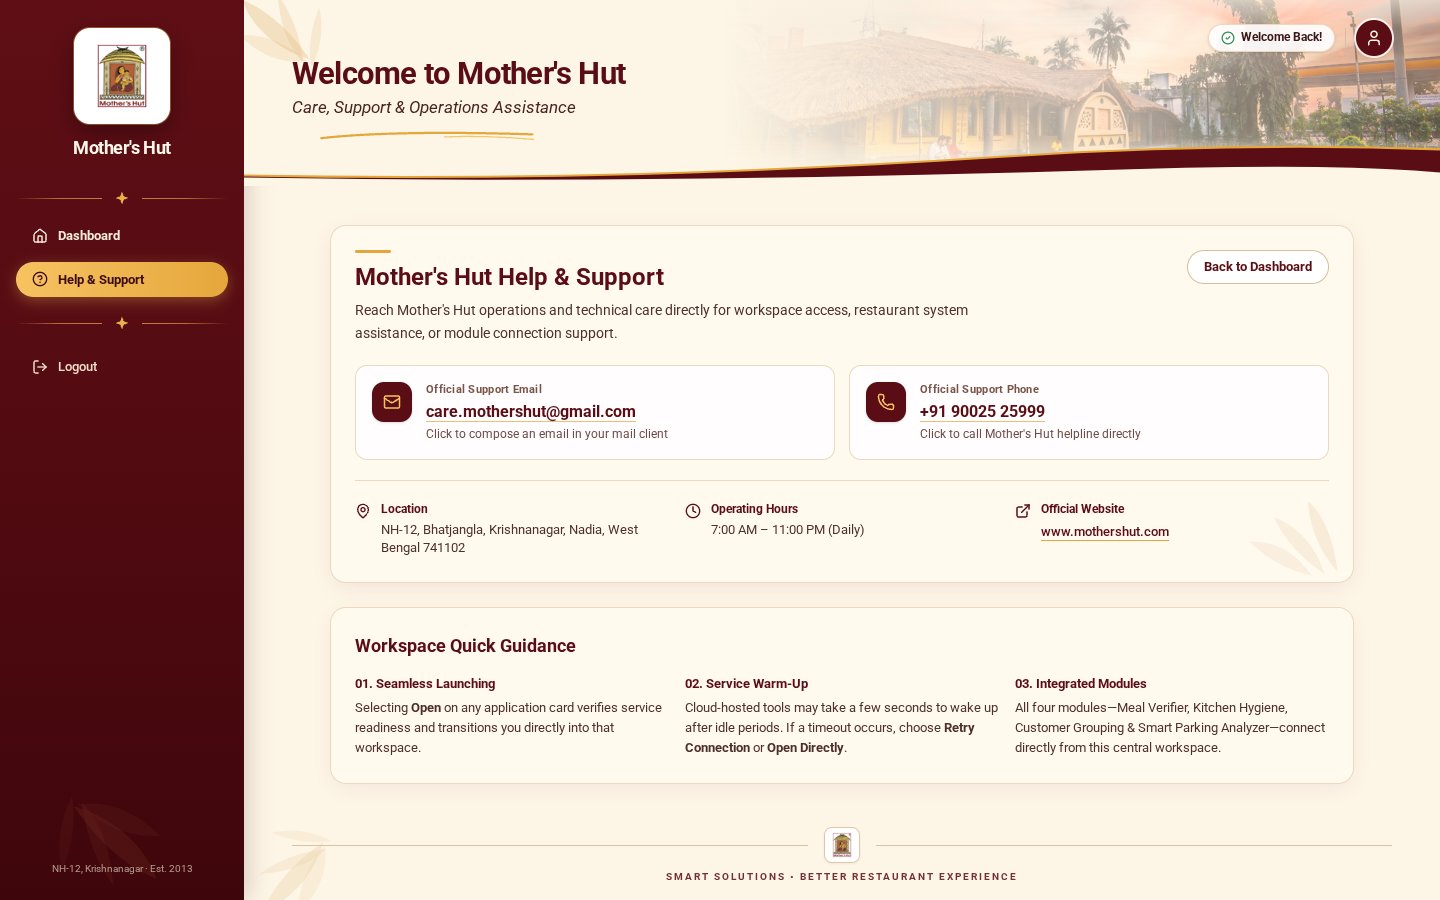 Mother's Hut
Mother's Hut
Dashboard
Help & Support
Logout
NH-12, Krishnanagar · Est. 2013
Welcome to Mother's Hut
Care, Support & Operations Assistance
Welcome Back!
Mother's Hut Help & Support
Back to Dashboard
Reach Mother's Hut operations and technical care directly for workspace access, restaurant system
assistance, or module connection support.
Official Support Email
care.mothershut@gmail.com
Click to compose an email in your mail client
Official Support Phone
+91 90025 25999
Click to call Mother's Hut helpline directly
Location
NH-12, Bhatjangla, Krishnanagar, Nadia, West
Bengal 741102
Operating Hours
7:00 AM – 11:00 PM (Daily)
Official Website
www.mothershut.com
Workspace Quick Guidance
01. Seamless Launching
Selecting Open on any application card verifies service
readiness and transitions you directly into that
workspace.
02. Service Warm-Up
Cloud-hosted tools may take a few seconds to wake up
after idle periods. If a timeout occurs, choose Retry
Connection or Open Directly.
03. Integrated Modules
All four modules—Meal Verifier, Kitchen Hygiene,
Customer Grouping & Smart Parking Analyzer—connect
directly from this central workspace.
Mother's Hut
SMART SOLUTIONS • BETTER RESTAURANT EXPERIENCE